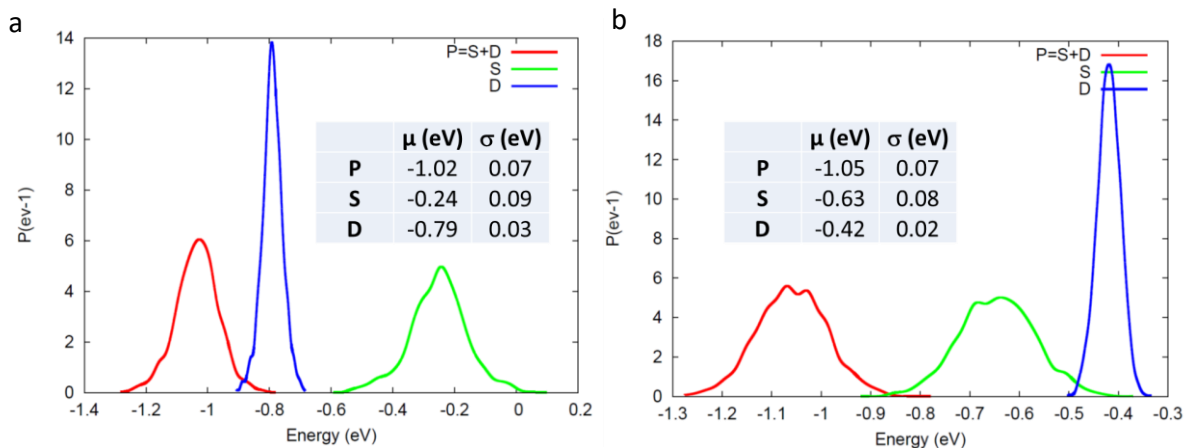 a
P(ev-1)
14
12
10
8
6
4
2
0
P=S+D
S
D
μ (eV) σ (eV)
P -1.02 0.07
S -0.24 0.09
D -0.79 0.03
-1.4 -1.2 -1 -0.8 -0.6 -0.4 -0.2 0 0.2
Energy (eV)
b
P(ev-1)
18
16
14
12
10
8
6
4
2
0
P=S+D
S
D
μ (eV) σ (eV)
P -1.05 0.07
S -0.63 0.08
D -0.42 0.02
-1.3 -1.2 -1.1 -1 -0.9 -0.8 -0.7 -0.6 -0.5 -0.4 -0.3
Energy (eV)